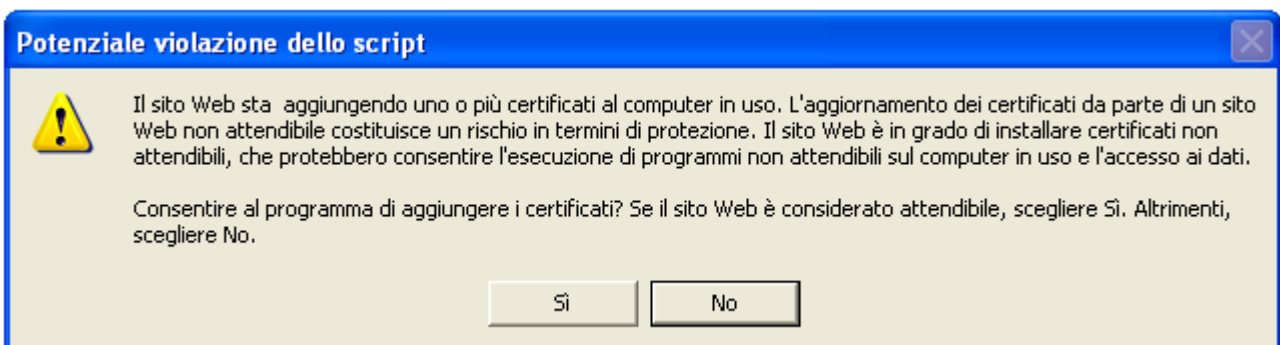 Potenziale violazione dello script
Il sito Web sta  aggiungendo uno o più certificati al computer in uso. L'aggiornamento dei certificati da parte di un sito
Web non attendibile costituisce un rischio in termini di protezione. Il sito Web è in grado di installare certificati non
attendibili, che protebbero consentire l'esecuzione di programmi non attendibili sul computer in uso e l'accesso ai dati.
Consentire al programma di aggiungere i certificati? Se il sito Web è considerato attendibile, scegliere Sì. Altrimenti,
scegliere No.
Sì No